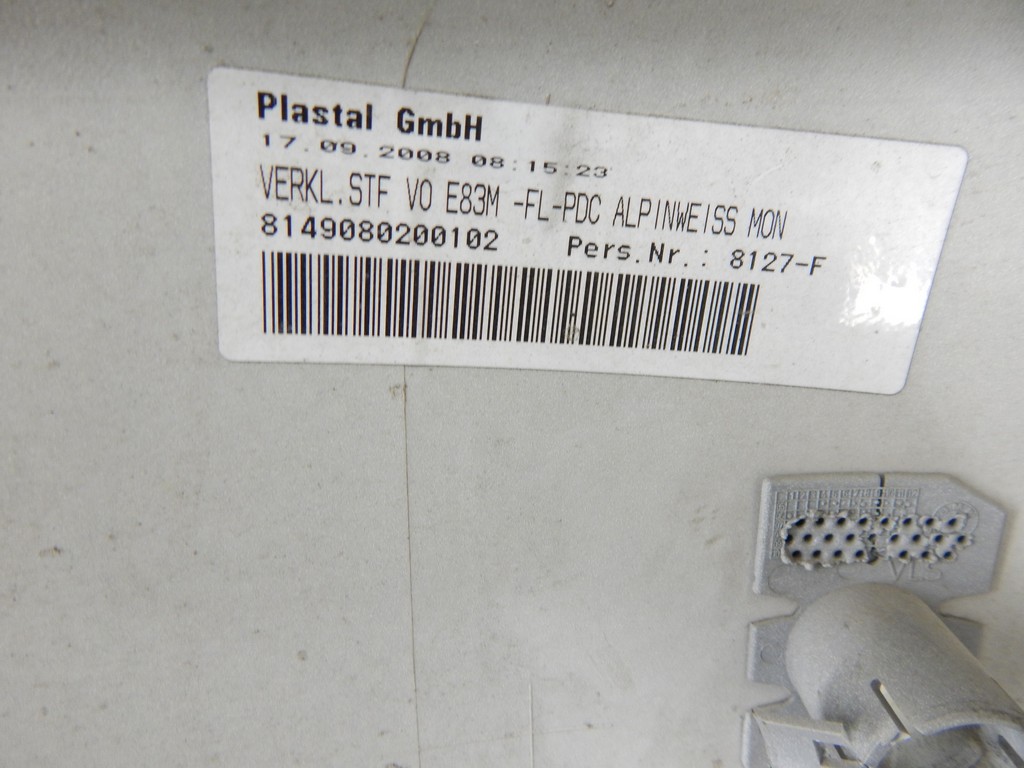 Plastal GmbH
17.09.2008 08:15:23
VERKL.STF VO E83M -FL-PDC ALPINWEISS MON
8149080200102 Pers.Nr.: 8127-F